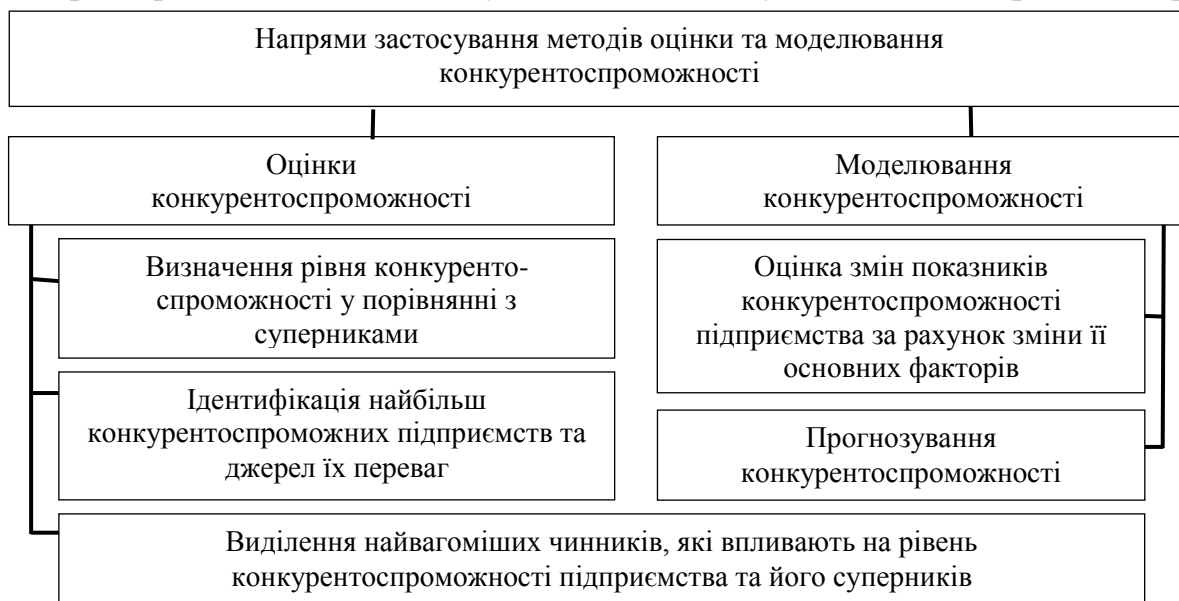 Напрями застосування методів оцінки та моделювання
конкурентоспроможності
Оцінки
конкурентоспроможності
Моделювання
конкурентоспроможності
Визначення рівня конкуренто-
спроможності у порівнянні з
суперниками
Оцінка змін показників
конкурентоспроможності
підприємства за рахунок зміни її
основних факторів
Ідентифікація найбільш
конкурентоспроможних підприємств та
джерел їх переваг
Прогнозування
конкурентоспроможності
Виділення найвагоміших чинників, які впливають на рівень
конкурентоспроможності підприємства та його суперників